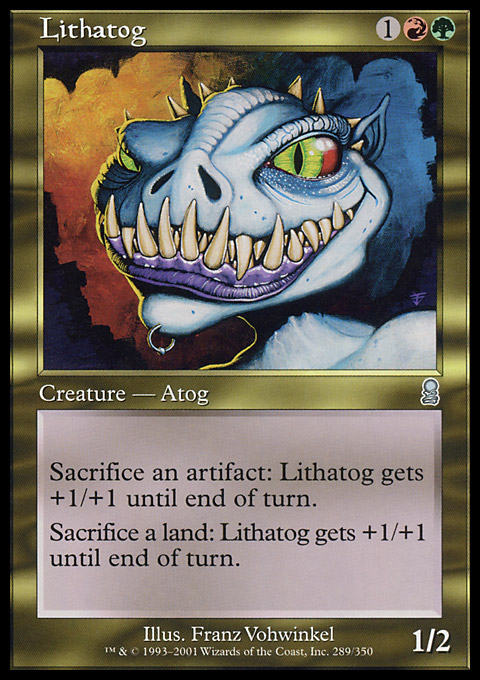 Lithatog 1
Creature — Atog
Sacrifice an artifact: Lithatog gets
+1/+1 until end of turn.
Sacrifice a land: Lithatog gets +1/+1
until end of turn.
Illus. Franz Vohwinkel
™ & © 1993–2001 Wizards of the Coast, Inc. 289/350
1/2